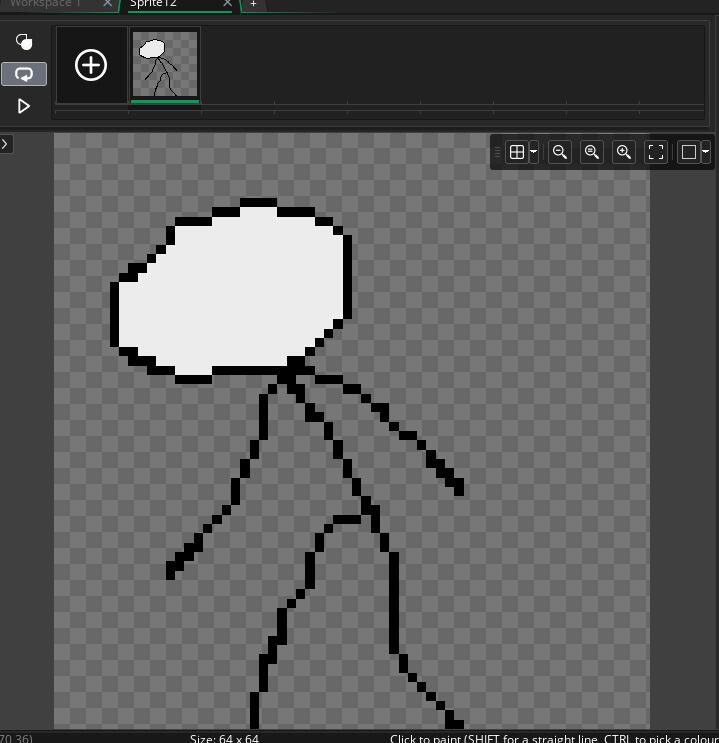 Workspace 1
Sprite12
70,36)
Size: 64 x 64
Click to paint (SHIFT for a straight line, CTRL to pick a colour